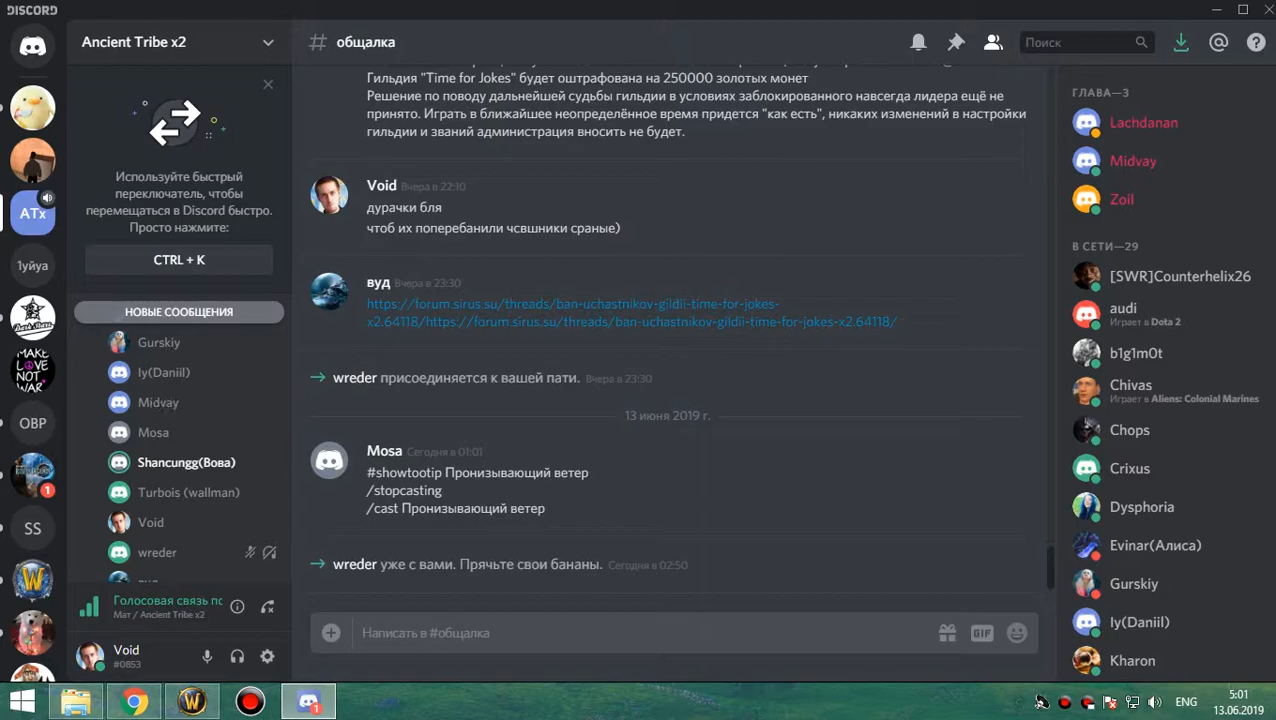 DISCORD
Ancient Tribe x2
Используйте быстрый
переключатель, чтобы
перемещаться в Discord быстро.
Просто нажмите:
CTRL + K
НОВЫЕ СООБЩЕНИЯ
Gurskiy
ly(Daniil)
Midvay
Mosa
Shancungg(Вова)
Turbois (wallman)
Void
wreder
Голосовая связь по
Мат / Ancient Tribe x2
Void
#0853
ATx
1уйуа
MAKE
LOVE
NOT
WAR
ОВР
1
SS
# общалка
Поиск
Гильдия "Time for Jokes" будет оштрафована на 250000 золотых монет
Решение по поводу дальнейшей судьбы гильдии в условиях заблокированного навсегда лидера ещё не
принято. Играть в ближайшее неопределённое время придется "как есть", никаких изменений в настройки
гильдии и званий администрация вносить не будет.
Void Вчера в 22:10
дурачки бля
чтоб их поперебанили чсвшники сраные)
вуд Вчера в 23:30
https://forum.sirus.su/threads/ban-uchastnikov-gildii-time-for-jokes-
x2.64118/https://forum.sirus.su/threads/ban-uchastnikov-gildii-time-for-jokes-x2.64118/
wreder присоединяется к вашей пати. Вчера в 23:30
13 июня 2019 г.
Mosa Сегодня в 01:01
#showtootip Пронизывающий ветер
/stopcasting
/cast Пронизывающий ветер
wreder уже с вами. Прячьте свои бананы. Сегодня в 02:50
Написать в #общалка
GIF
ГЛАВА—3
Lachdanan
Midvay
Zoil
В СЕТИ—29
[SWR]Counterhelix26
audi
Играет в Dota 2
b1g1m0t
Chivas
Играет в Aliens: Colonial Marines
Chops
Crixus
Dysphoria
Evinar(Алиса)
Gurskiy
ly(Daniil)
Kharon
1
ENG
5:01
13.06.2019